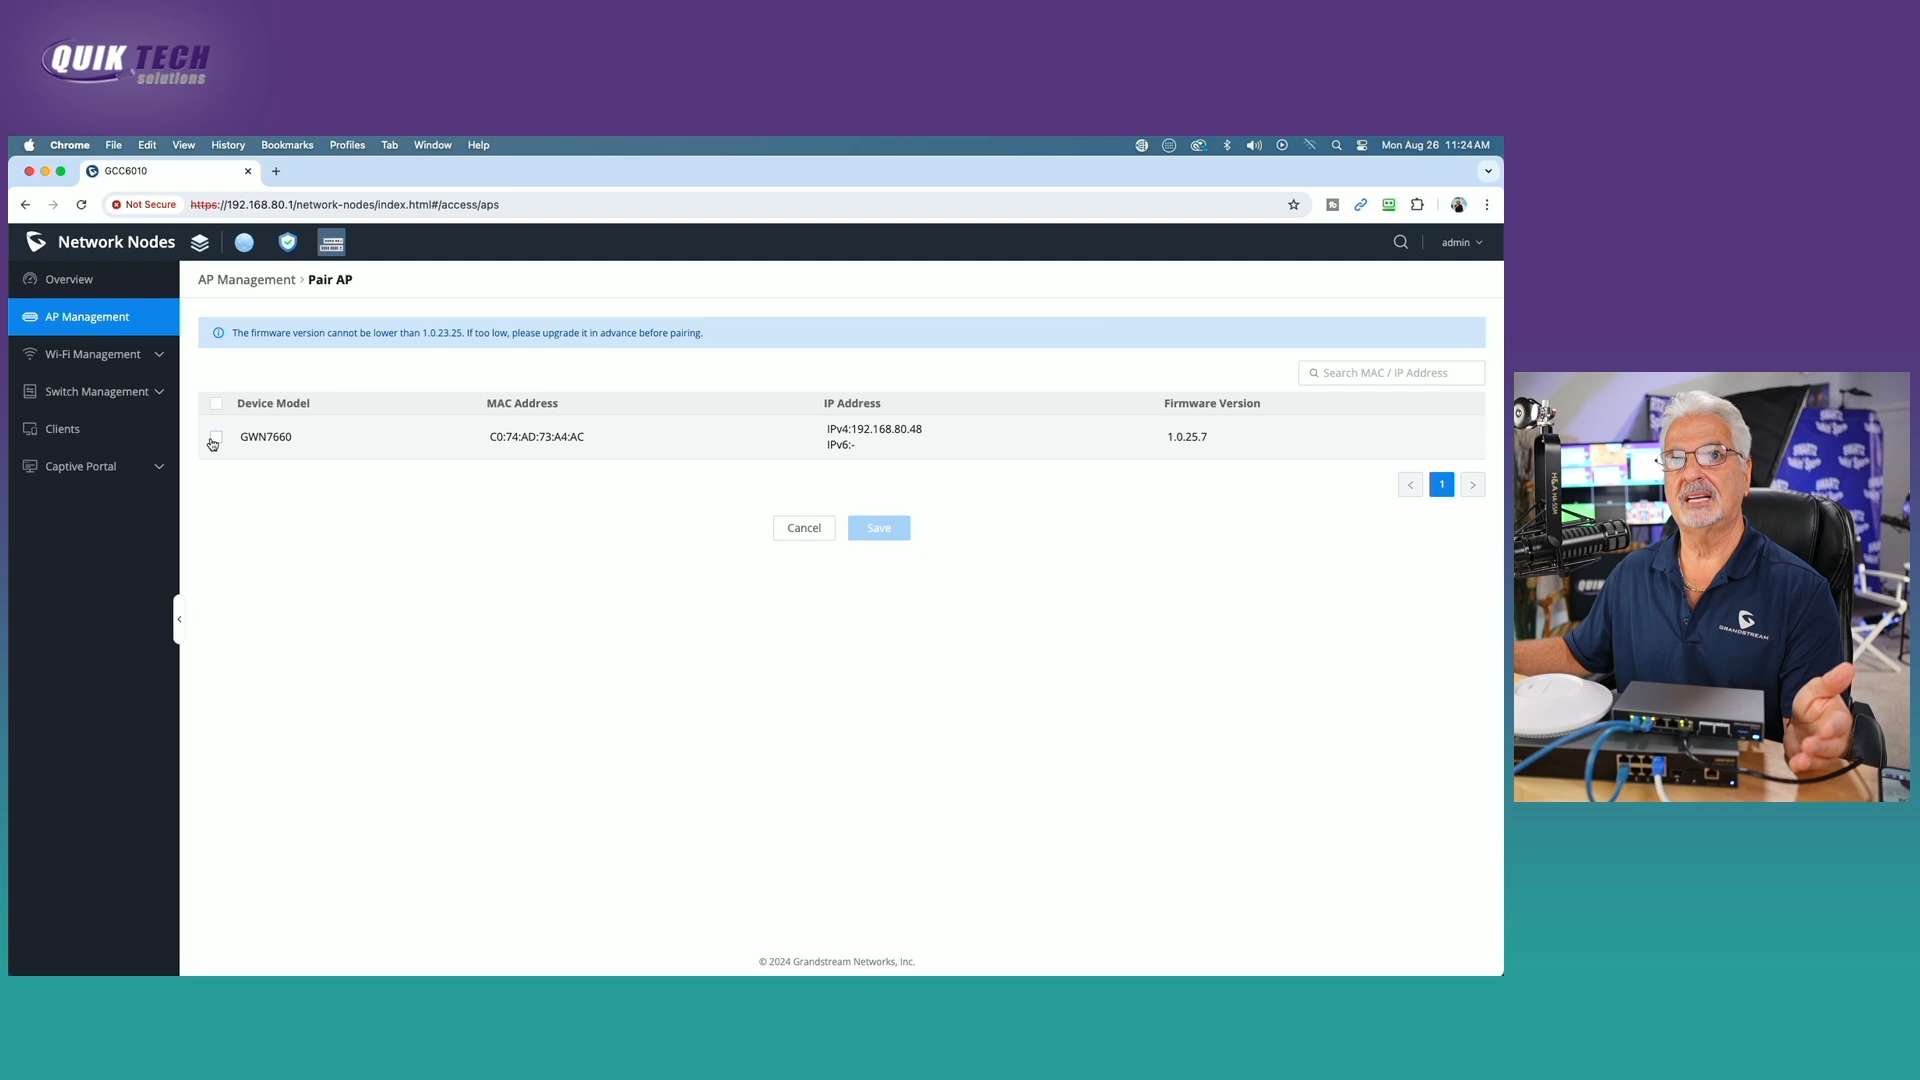 QUIK TECH
solutions
Chrome File Edit View History Bookmarks Profiles Tab Window Help
Mon Aug 26 11:24 AM
GCC6010
Not Secure https://192.168.80.1/network-nodes/index.html#/access/aps
Network Nodes
admin
Overview
AP Management
Wi-Fi Management
Switch Management
Clients
Captive Portal
AP Management > Pair AP
The firmware version cannot be lower than 1.0.23.25. If too low, please upgrade it in advance before pairing.
Search MAC / IP Address
Device Model MAC Address IP Address Firmware Version
GWN7660 C0:74:AD:73:A4:AC IPv4:192.168.80.48 1.0.25.7
IPv6:-
< 1 >
Cancel Save
© 2024 Grandstream Networks, Inc.
GRANDSTREAM
QUIK